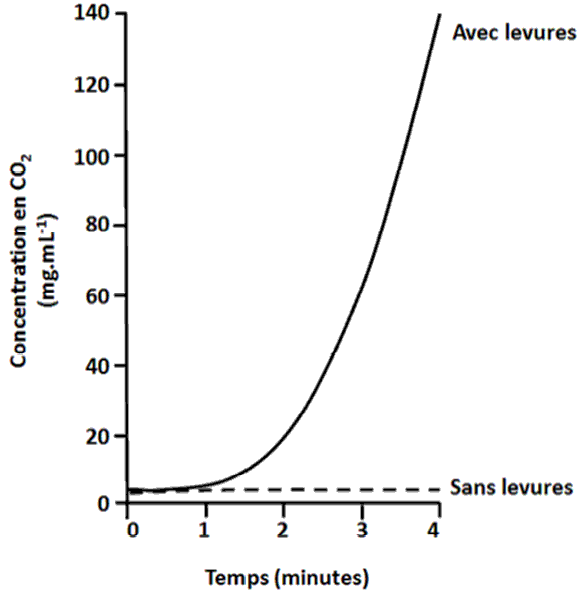 140
120
100
80
60
40
20
0
Concentration en CO2
(mg.mL-1)
Avec levures
Sans levures
0 1 2 3 4
Temps (minutes)